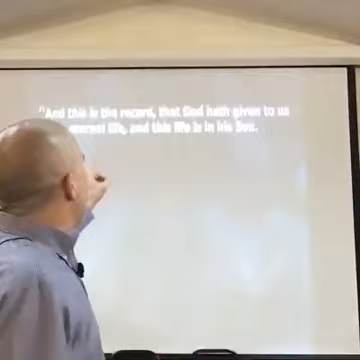 "And this is the record, that God hath given to us
eternal life, and this life is in his Son.